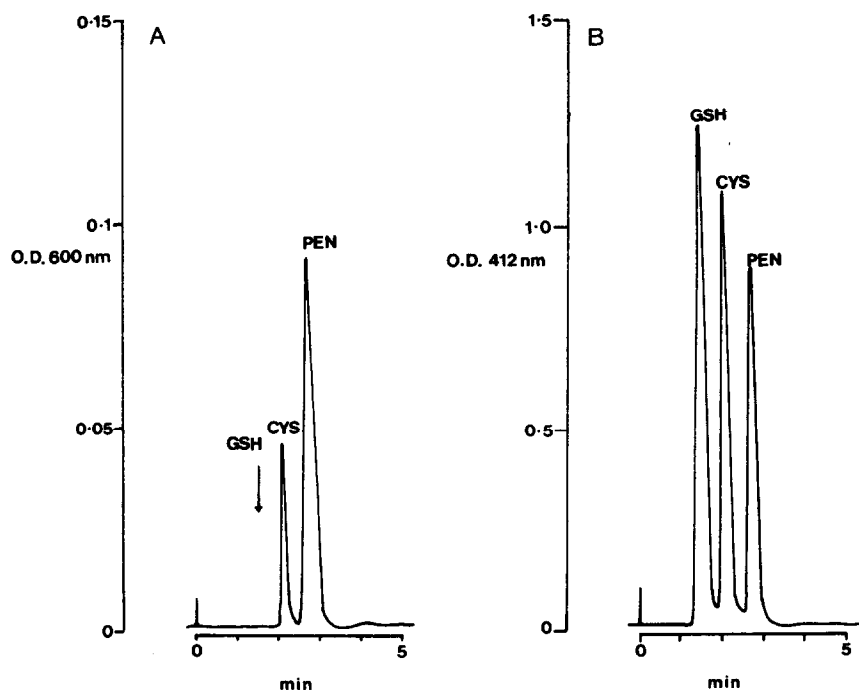 A
0·15
0·1
O.D. 600 nm
0·05
0
GSH
CYS
PEN
0
5
min
B
1·5
1·0
O.D. 412 nm
0·5
0
GSH
CYS
PEN
0
5
min